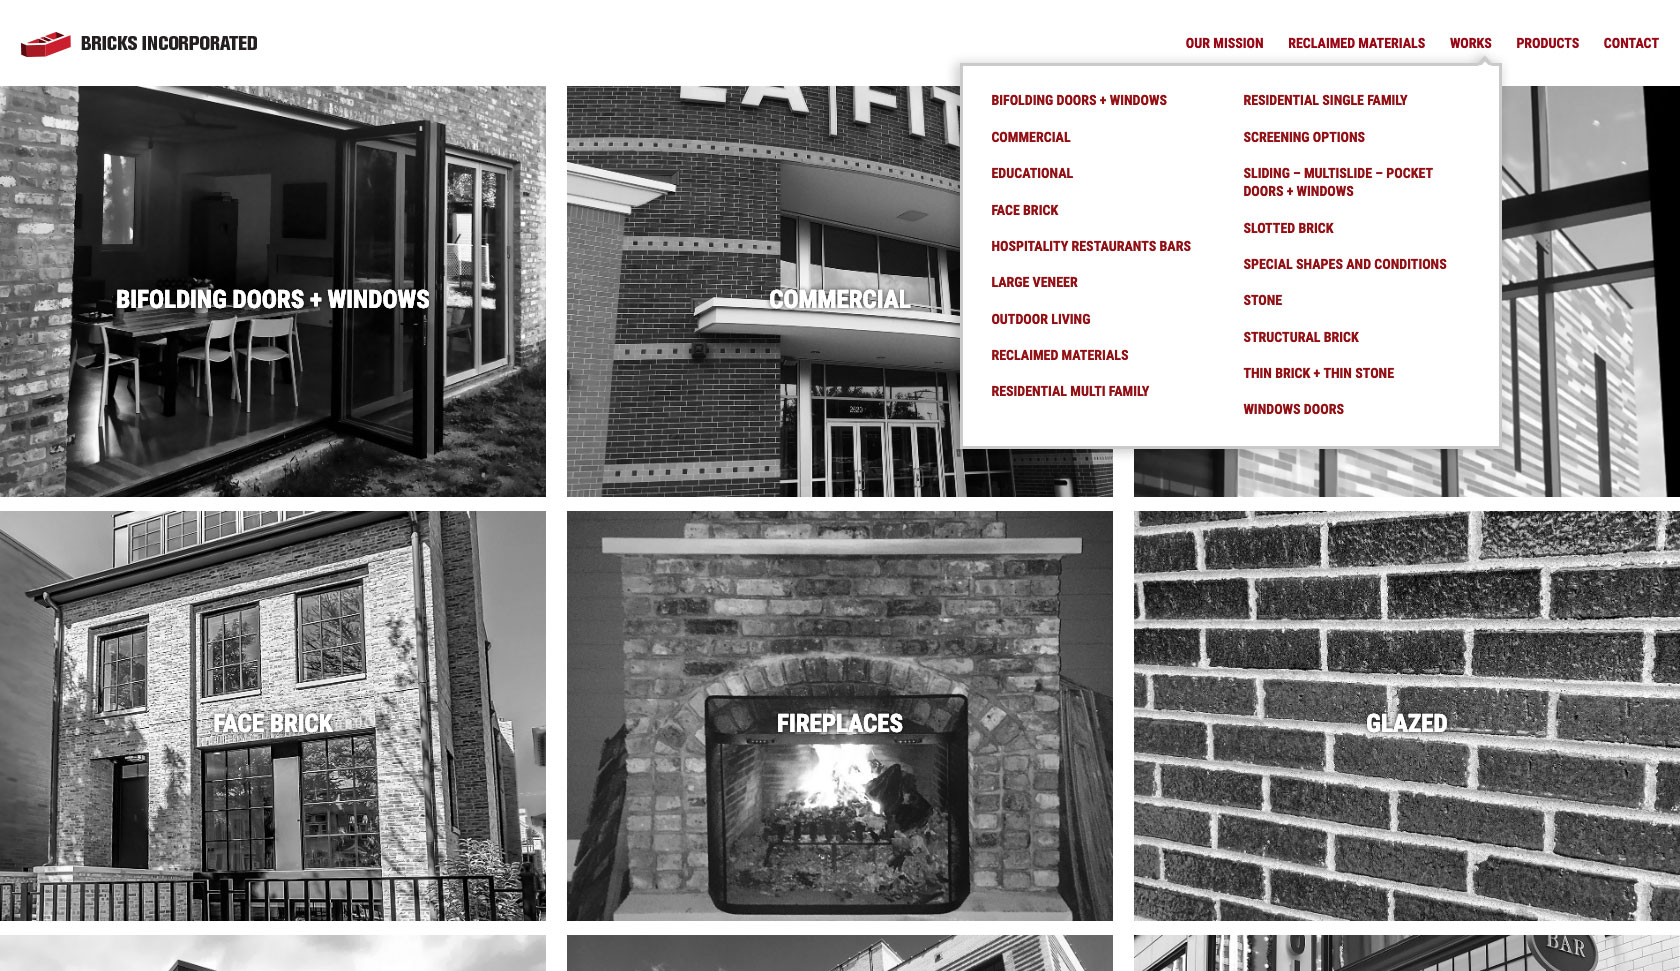 BRICKS INCORPORATED
OUR MISSION
RECLAIMED MATERIALS
WORKS
PRODUCTS
CONTACT
BIFOLDING DOORS + WINDOWS
COMMERCIAL
EDUCATIONAL
FACE BRICK
HOSPITALITY RESTAURANTS BARS
LARGE VENEER
OUTDOOR LIVING
RECLAIMED MATERIALS
RESIDENTIAL MULTI FAMILY
RESIDENTIAL SINGLE FAMILY
SCREENING OPTIONS
SLIDING – MULTISLIDE – POCKET
DOORS + WINDOWS
SLOTTED BRICK
SPECIAL SHAPES AND CONDITIONS
STONE
STRUCTURAL BRICK
THIN BRICK + THIN STONE
WINDOWS DOORS
BIFOLDING DOORS + WINDOWS
LA FIT
COMMERCIAL
2623
FACE BRICK
FIREPLACES
GLAZED
BAR